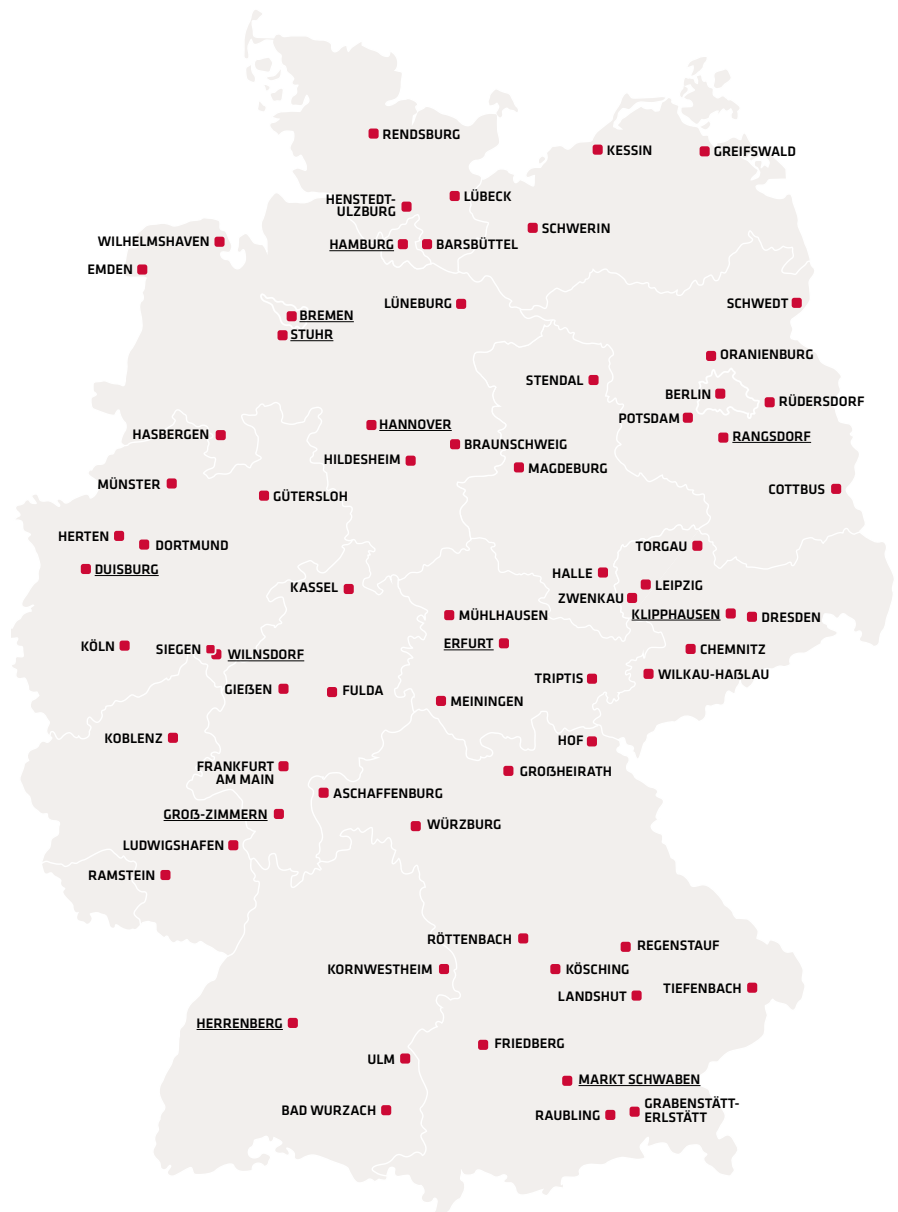 RENDSBURG
KESSIN
GREIFSWALD
HENSTEDT-
ULZBURG
LÜBECK
SCHWERIN
WILHELMSHAVEN
HAMBURG
BARSBÜTTEL
EMDEN
LÜNEBURG
SCHWEDT
BREMEN
STUHR
ORANIENBURG
STENDAL
BERLIN
RÜDERSDORF
POTSDAM
HANNOVER
RANGSDORF
HASBERGEN
BRAUNSCHWEIG
HILDESHEIM
MAGDEBURG
MÜNSTER
GÜTERSLOH
COTTBUS
HERTEN
DORTMUND
TORGAU
DUISBURG
HALLE
LEIPZIG
KASSEL
ZWENKAU
MÜHLHAUSEN
KLIPPHAUSEN
DRESDEN
ERFURT
KÖLN
SIEGEN
WILNSDORF
CHEMNITZ
TRIPTIS
WILKAU-HAßLAU
GIEßEN
FULDA
MEININGEN
KOBLENZ
HOF
FRANKFURT
AM MAIN
GROßHEIRATH
ASCHAFFENBURG
GROß-ZIMMERN
WÜRZBURG
LUDWIGSHAFEN
RAMSTEIN
RÖTTENBACH
REGENSTAUF
KORNWESTHEIM
KÖSCHING
TIEFENBACH
LANDSHUT
HERRENBERG
FRIEDBERG
ULM
MARKT SCHWABEN
BAD WURZACH
RAUBLING
GRABENSTÄTT-
ERLSTÄTT